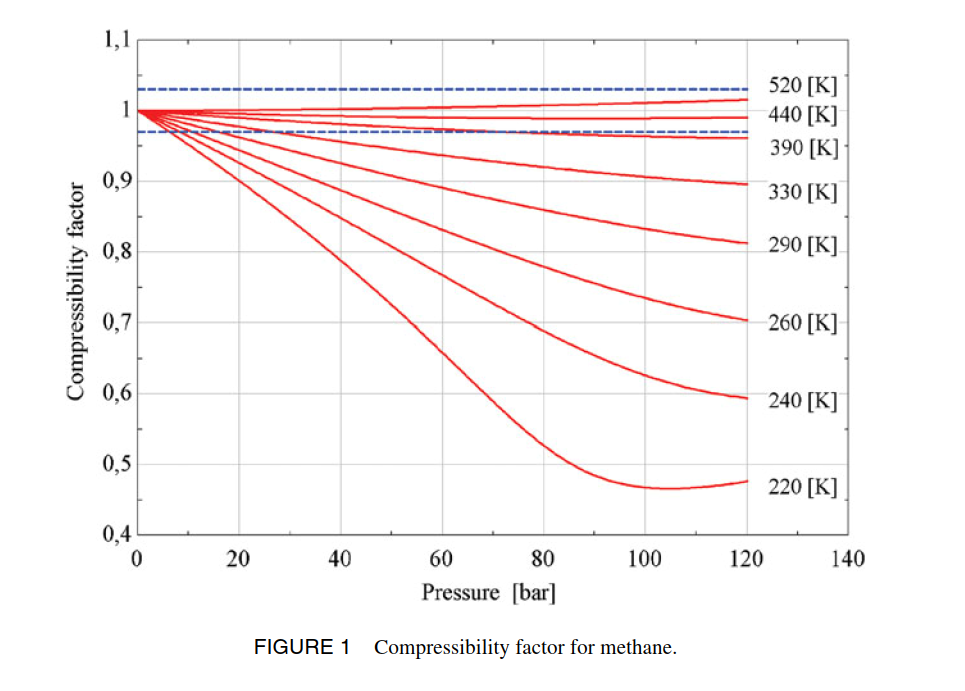 1,1
1
0,9
0,8
0,7
0,6
0,5
0,4
Compressibility factor
520 [K]
440 [K]
390 [K]
330 [K]
290 [K]
260 [K]
240 [K]
220 [K]
0 20 40 60 80 100 120 140
Pressure [bar]
FIGURE 1 Compressibility factor for methane.